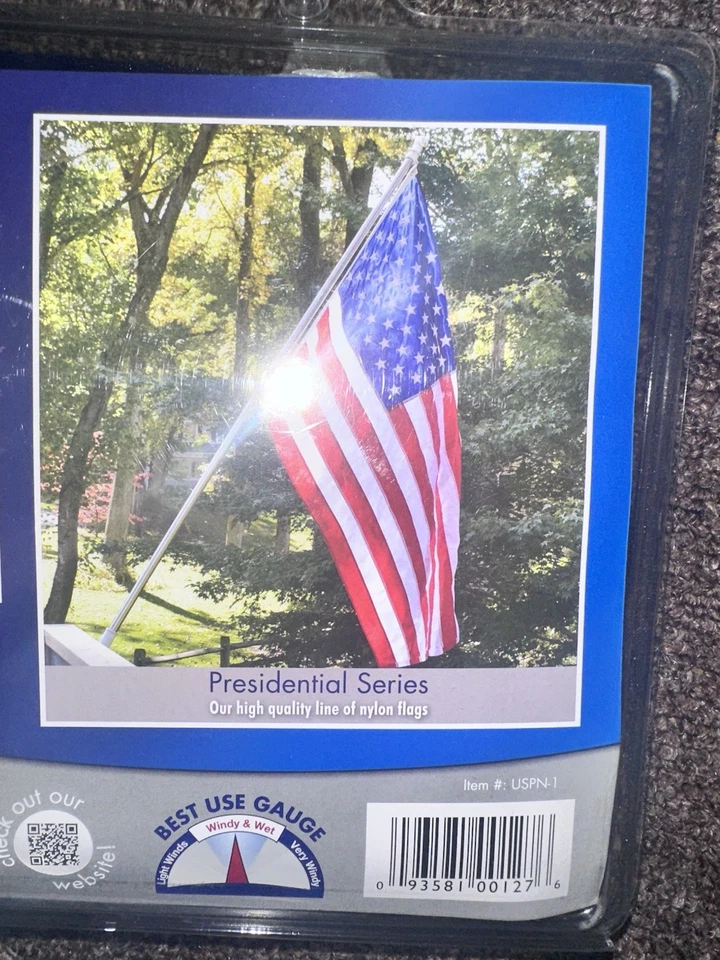 Presidential Series
Our high quality line of nylon flags
Item #: USPN-1
check out our
website!
BEST USE GAUGE
Light Winds
Windy & Wet
Very Windy
0 93581 00127 6